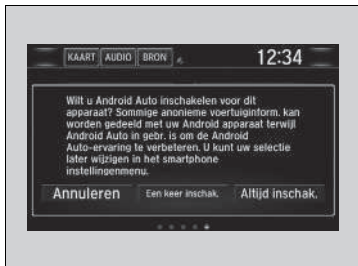 KAART AUDIO BRON 12:34
Wilt u Android Auto inschakelen voor dit
apparaat? Sommige anonieme voertuiginform. kan
worden gedeeld met uw Android apparaat terwijl
Android Auto in gebr. is om de Android
Auto-ervaring te verbeteren. U kunt uw selectie
later wijzigen in het smartphone
instellingenmenu.
Annuleren Een keer inschak. Altijd inschak.